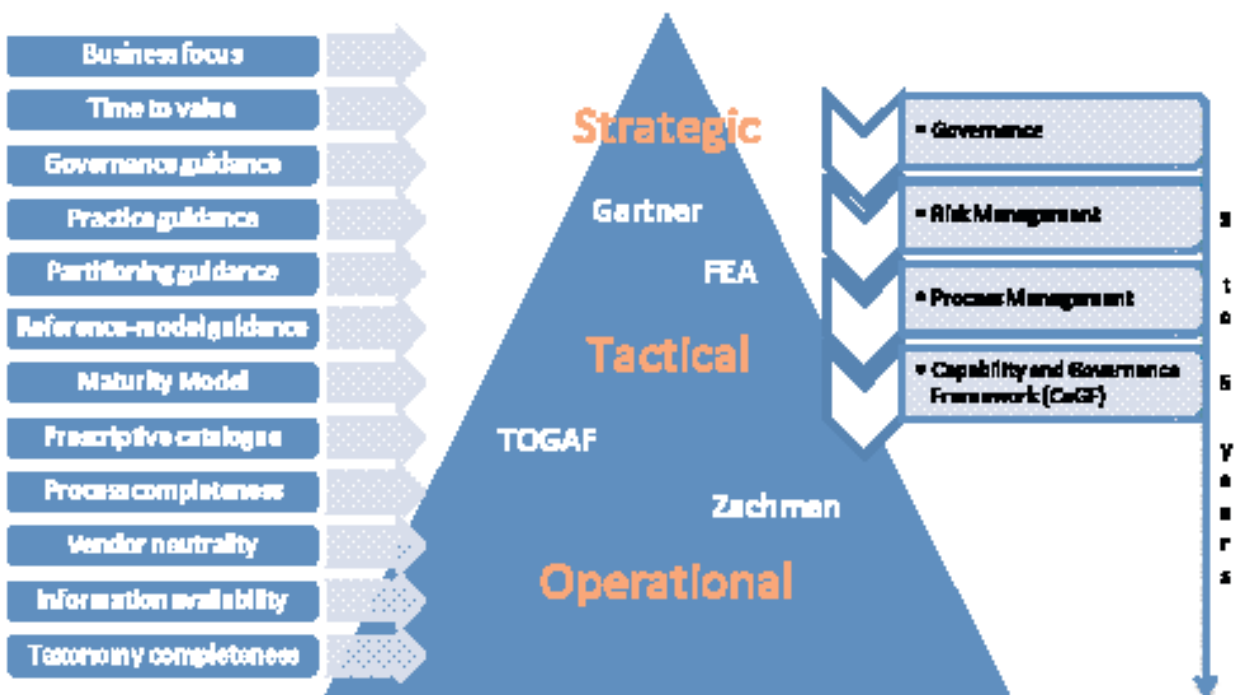 Business focus
Time to value
Governance guidance
Practice guidance
Partitioning guidance
Reference-model guidance
Maturity Model
Prescriptive catalogue
Process completeness
Vendor neutrality
Information availability
Taxonomy completeness
Strategic
Gartner
FEA
Tactical
TOGAF
Zachman
Operational
• Governance
• Risk Management
• Process Management
• Capability and Governance
Framework (CaGF)
to
years